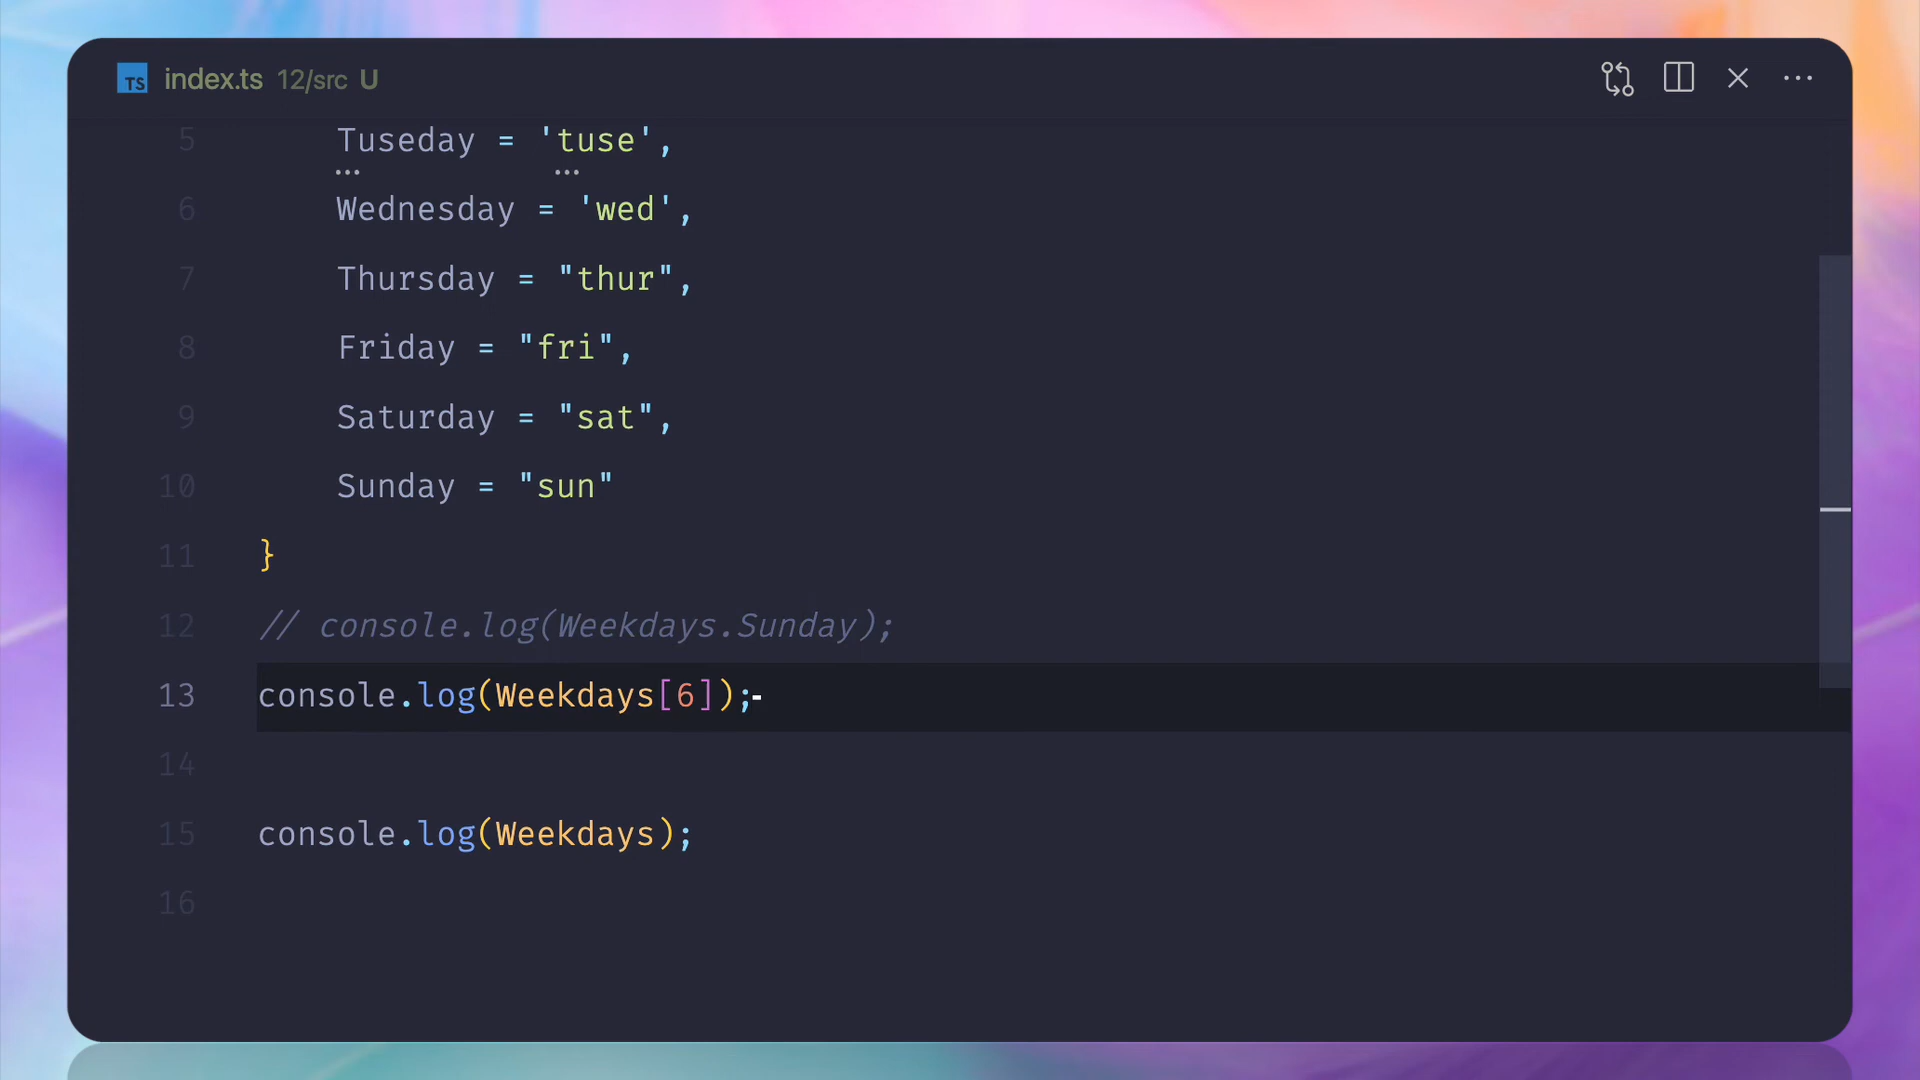 TS index.ts 12/src U
5 Tuseday = 'tuse',
6 Wednesday = 'wed',
7 Thursday = "thur",
8 Friday = "fri",
9 Saturday = "sat",
10 Sunday = "sun"
11 }
12 // console.log(Weekdays.Sunday);
13 console.log(Weekdays[6]);
14
15 console.log(Weekdays);
16